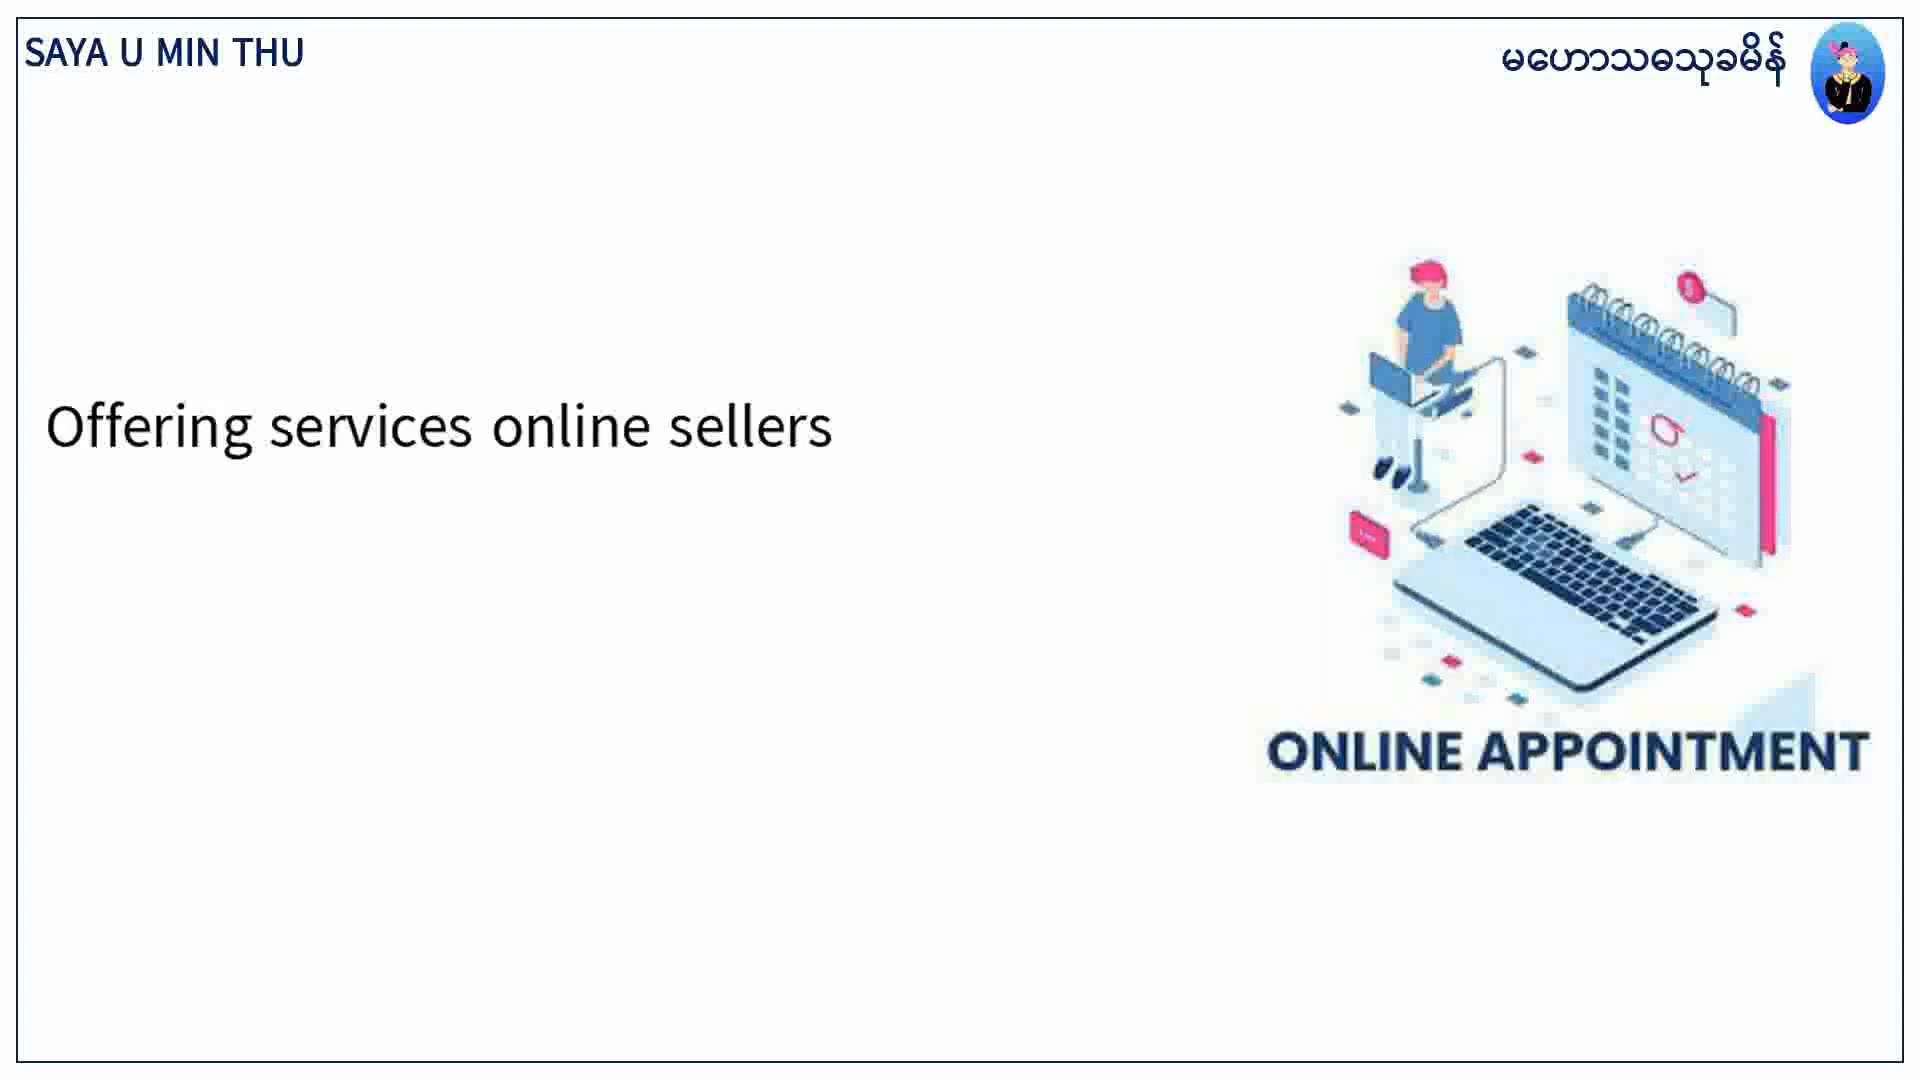 SAYA U MIN THU
မဟောသဓသုခမိန်
Offering services online sellers
ONLINE APPOINTMENT